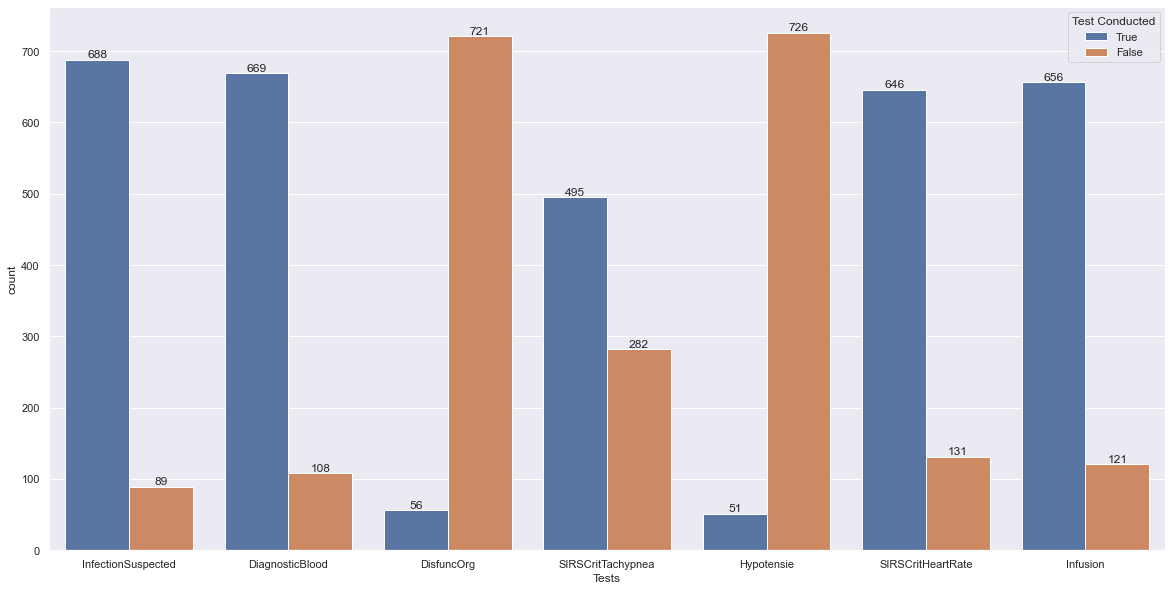 Test Conducted
True
False
count
700
600
500
400
300
200
100
0
688
89
669
108
56
721
495
282
51
726
646
131
656
121
InfectionSuspected
DiagnosticBlood
DisfuncOrg
SIRSCritTachypnea
Hypotensie
SIRSCritHeartRate
Infusion
Tests